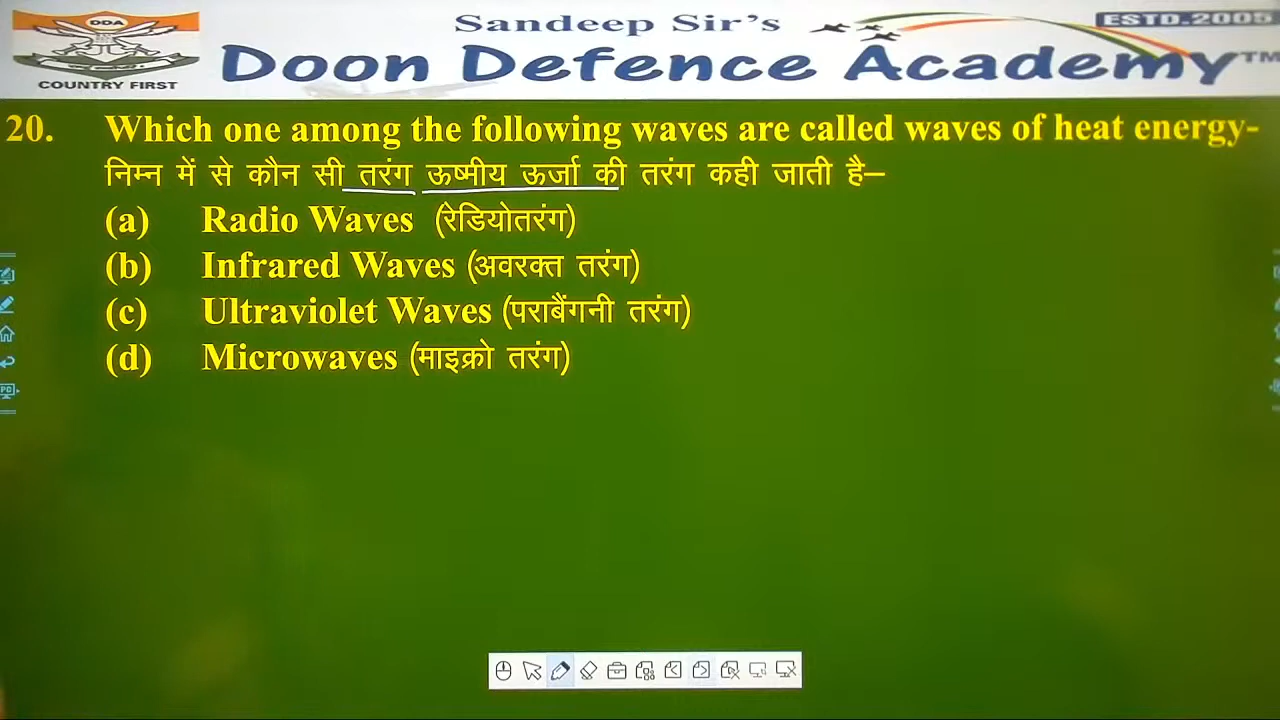 Sandeep Sir's
ESTD.2005
DDA
Doon Defence Academy™
COUNTRY FIRST
20. Which one among the following waves are called waves of heat energy-
निम्न में से कौन सी तरंग ऊष्मीय ऊर्जा की तरंग कही जाती है–
(a) Radio Waves (रेडियोतरंग)
(b) Infrared Waves (अवरक्त तरंग)
(c) Ultraviolet Waves (पराबैंगनी तरंग)
(d) Microwaves (माइक्रो तरंग)